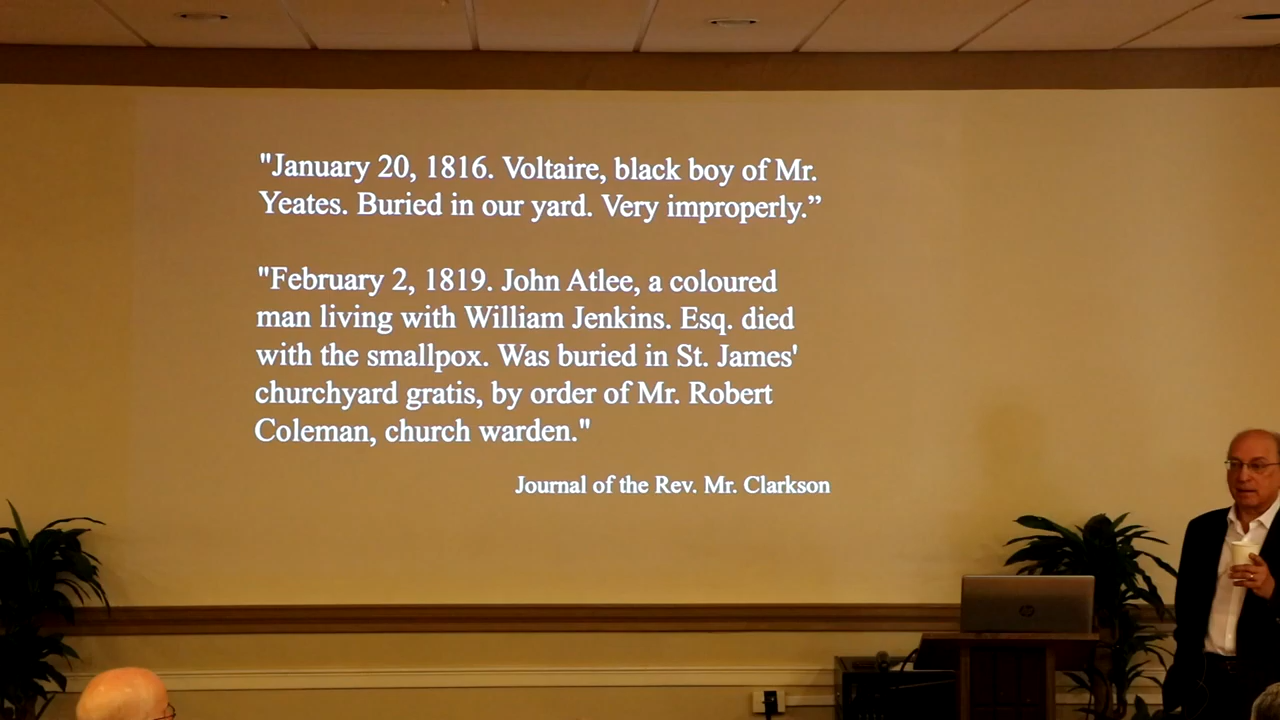 "January 20, 1816. Voltaire, black boy of Mr.
Yeates. Buried in our yard. Very improperly.”
"February 2, 1819. John Atlee, a coloured
man living with William Jenkins. Esq. died
with the smallpox. Was buried in St. James'
churchyard gratis, by order of Mr. Robert
Coleman, church warden."
Journal of the Rev. Mr. Clarkson
hp